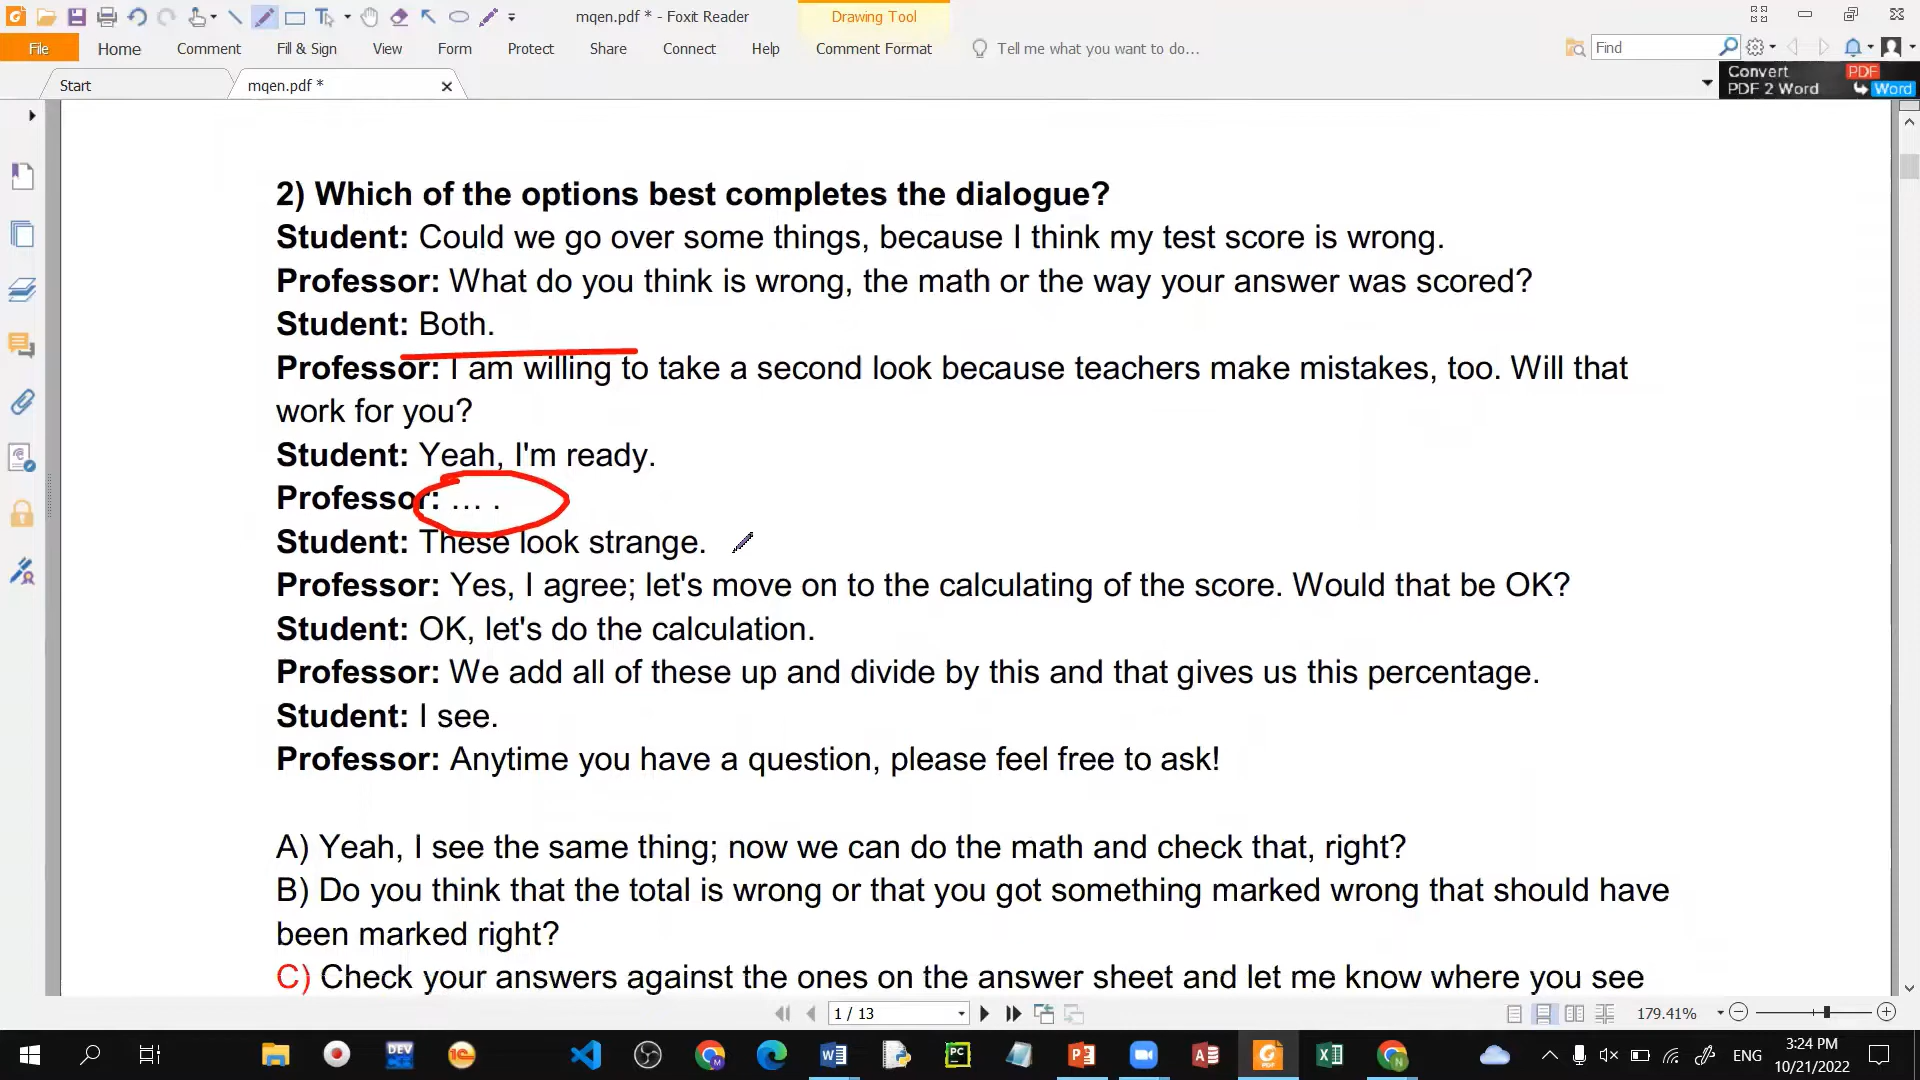 mqen.pdf * - Foxit Reader
Drawing Tool
File
Home
Comment
Fill & Sign
View
Form
Protect
Share
Connect
Help
Comment Format
Tell me what you want to do...
Find
Start
mqen.pdf *
Convert
PDF 2 Word
PDF
Word
2) Which of the options best completes the dialogue?
Student: Could we go over some things, because I think my test score is wrong.
Professor: What do you think is wrong, the math or the way your answer was scored?
Student: Both.
Professor: I am willing to take a second look because teachers make mistakes, too. Will that
work for you?
Student: Yeah, I'm ready.
Professor: … .
Student: These look strange.
Professor: Yes, I agree; let's move on to the calculating of the score. Would that be OK?
Student: OK, let's do the calculation.
Professor: We add all of these up and divide by this and that gives us this percentage.
Student: I see.
Professor: Anytime you have a question, please feel free to ask!
A) Yeah, I see the same thing; now we can do the math and check that, right?
B) Do you think that the total is wrong or that you got something marked wrong that should have
been marked right?
C) Check your answers against the ones on the answer sheet and let me know where you see
1 / 13
179.41%
DEV
1C
PC
ENG
3:24 PM
10/21/2022